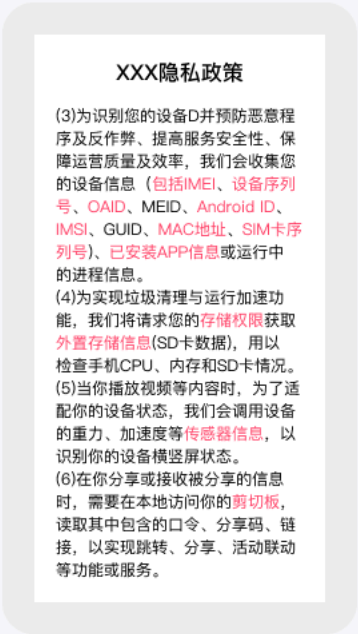 XXX隐私政策
(3)为识别您的设备D并预防恶意程
序及反作弊、提高服务安全性、保
障运营质量及效率，我们会收集您
的设备信息（包括IMEI、设备序列
号、OAID、MEID、Android ID、
IMSI、GUID、MAC地址、SIM卡序
列号)、已安装APP信息或运行中
的进程信息。
(4)为实现垃圾清理与运行加速功
能，我们将请求您的存储权限获取
外置存储信息(SD卡数据)，用以
检查手机CPU、内存和SD卡情况。
(5)当你播放视频等内容时，为了适
配你的设备状态，我们会调用设备
的重力、加速度等传感器信息，以
识别你的设备横竖屏状态。
(6)在你分享或接收被分享的信息
时，需要在本地访问你的剪切板，
读取其中包含的口令、分享码、链
接，以实现跳转、分享、活动联动
等功能或服务。